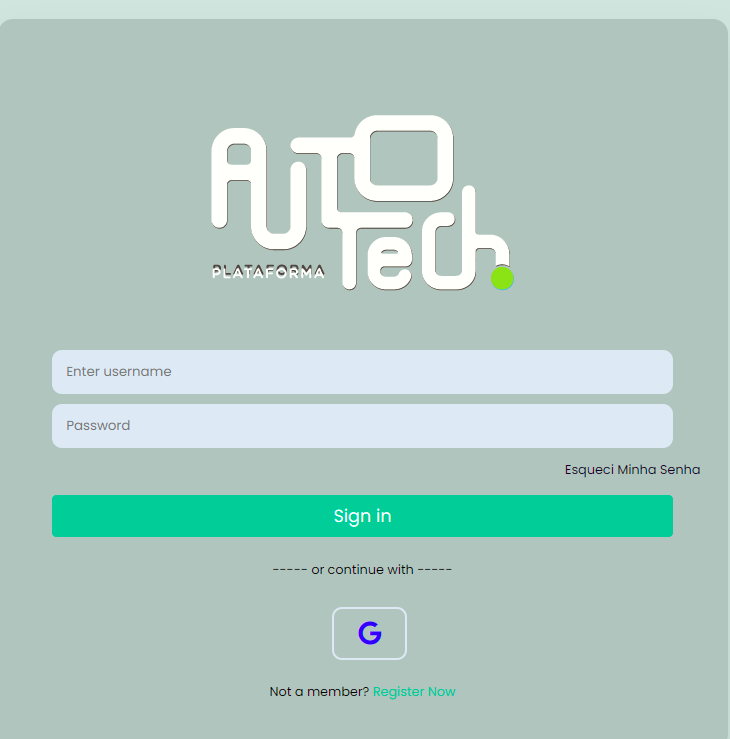 AUTO
Tech
PLATAFORMA
Enter username
Password
Esqueci Minha Senha
Sign in
----- or continue with -----
G
Not a member? Register Now